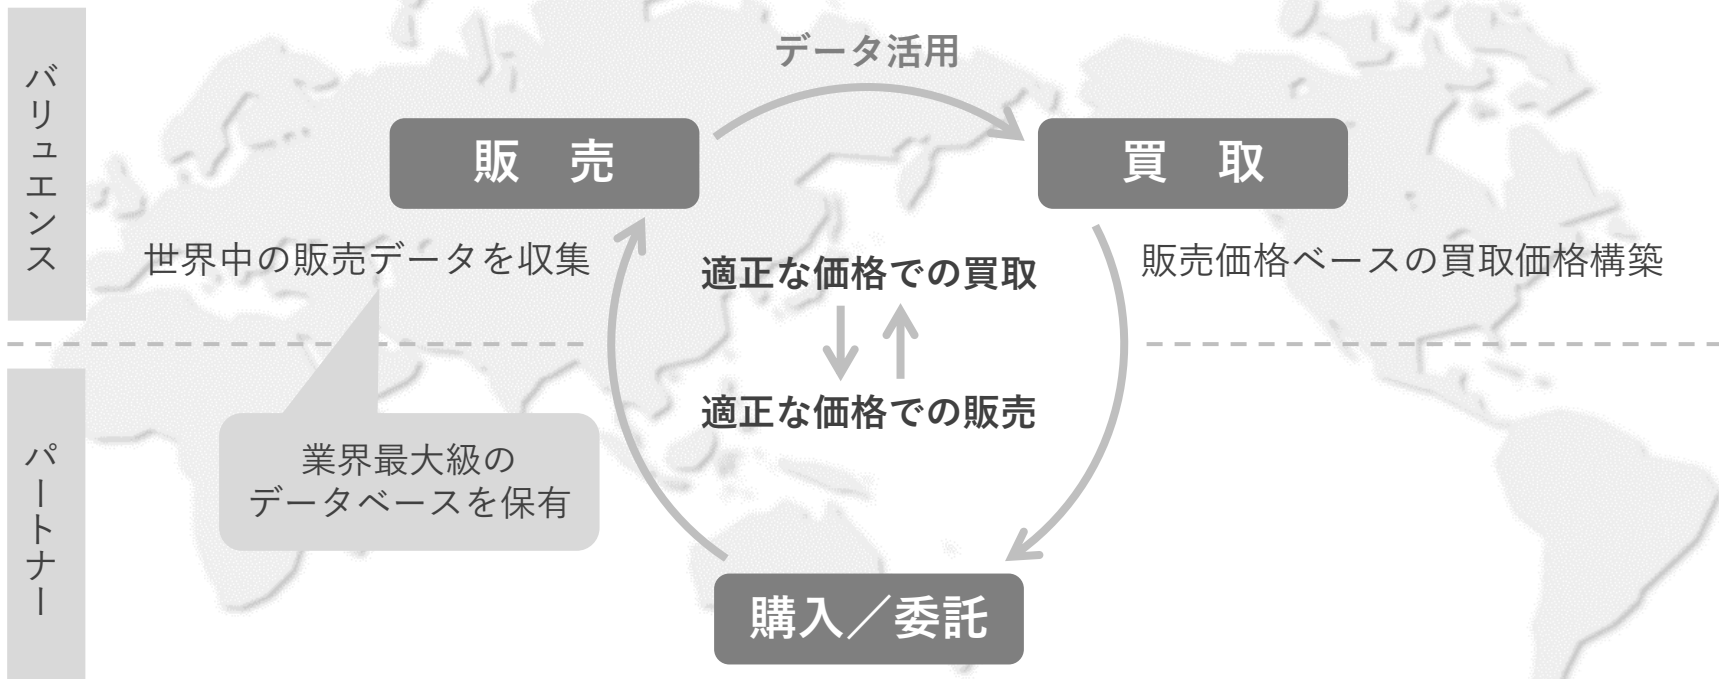 バリュエンス
データ活用
販　売
買　取
世界中の販売データを収集
適正な価格での買取
販売価格ベースの買取価格構築
適正な価格での販売
パートナー
業界最大級の
データベースを保有
購入／委託